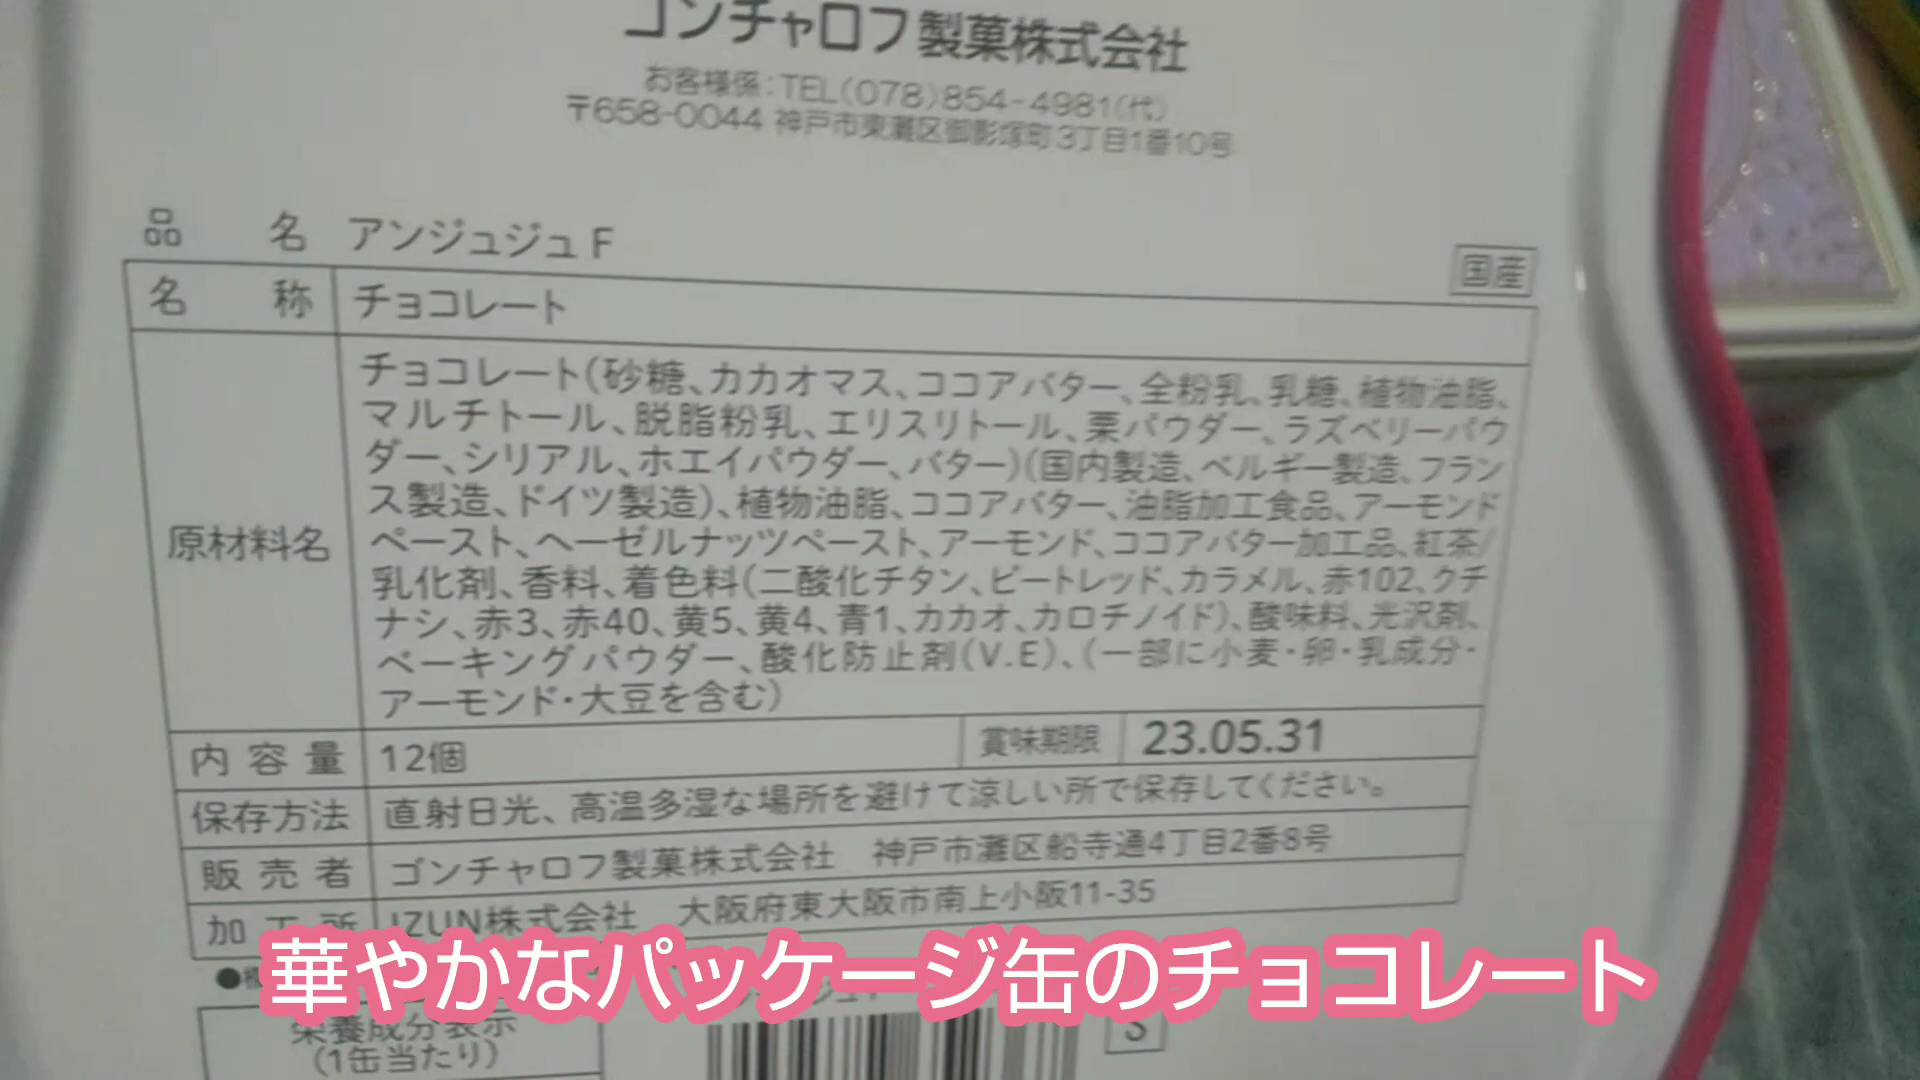 ゴンチャロフ製菓株式会社
お客様係:TEL(078)854-4981(代)
〒658-0044 神戸市東灘区御影塚町3丁目1番10号
品名 アンジュジュF
国産
名称 チョコレート
原材料名
チョコレート(砂糖、カカオマス、ココアバター、全粉乳、乳糖、植物油脂、
マルチトール、脱脂粉乳、エリスリトール、栗パウダー、ラズベリーパウ
ダー、シリアル、ホエイパウダー、バター)(国内製造、ベルギー製造、フラン
ス製造、ドイツ製造)、植物油脂、ココアバター、油脂加工食品、アーモンド
ペースト、ヘーゼルナッツペースト、アーモンド、ココアバター加工品、紅茶/
乳化剤、香料、着色料(二酸化チタン、ビートレッド、カラメル、赤102、クチ
ナシ、赤3、赤40、黄5、黄4、青1、カカオ、カロチノイド)、酸味料、光沢剤、
ベーキングパウダー、酸化防止剤(V.E)、(一部に小麦・卵・乳成分・
アーモンド・大豆を含む)
内容量 12個 賞味期限 23.05.31
保存方法 直射日光、高温多湿な場所を避けて涼しい所で保存してください。
販売者 ゴンチャロフ製菓株式会社 神戸市灘区船寺通4丁目2番8号
加工所 IZUN株式会社 大阪府東大阪市南上小阪11-35
華やかなパッケージ缶のチョコレート
栄養成分表示
(1缶当たり)
S